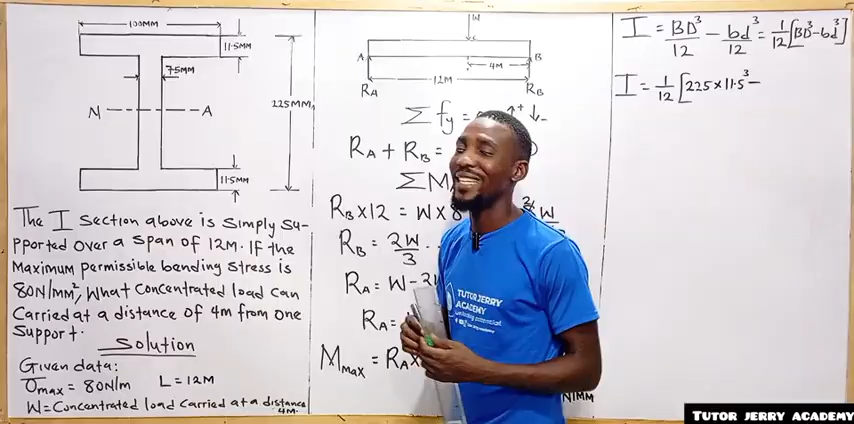 100MM
11.5MM
75MM
N A
225MM
11.5MM
The I Section above is Simply Su-
pported over a span of 12M. If the
Maximum permissible bending stress is
80N/MM², What concentrated load can
Carried at a distance of 4m from one
Support.
Solution
Given data:
σmax = 80N/m L = 12M
W = Concentrated load Carried at a distance
4M.
W
A C B
4M
12M
RA RB
Σfy = ↑+ ↓-
RA + RB =
ΣM
RB×12 = W×8
W
RB = 2W/3
RA = W-2
RA =
Mmax = RA×
TUTOR JERRY
ACADEMY
I = BD³/12 - bd³/12 = 1/12[BD³-bd³]
I = 1/12[225×11.5³ -
TUTOR JERRY ACADEMY